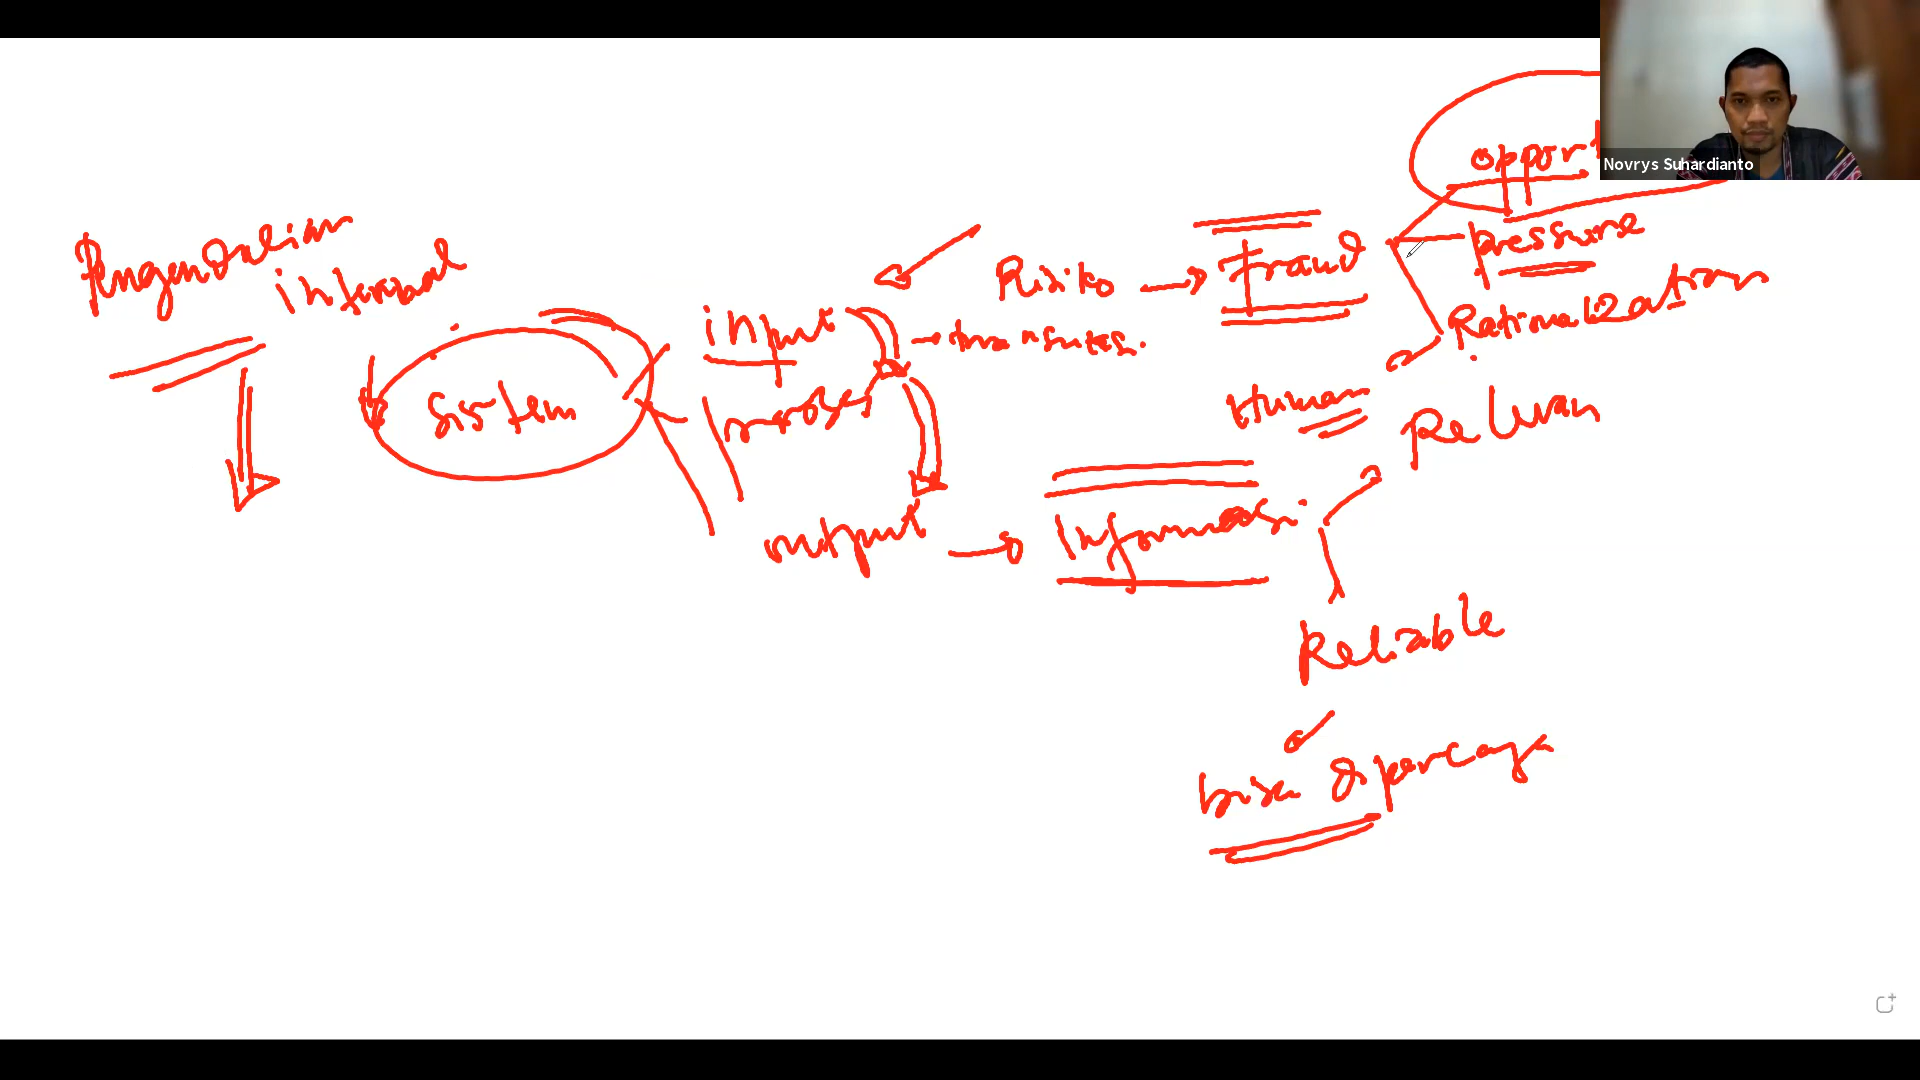 opport
Novrys Suhardianto
Pengendalian
internal
Risiko
Fraud
pressure
Rationalization
input
transaksi.
Human
sistem
proses
Relevan
output
Informasi
Reliable
bisa dipercaya